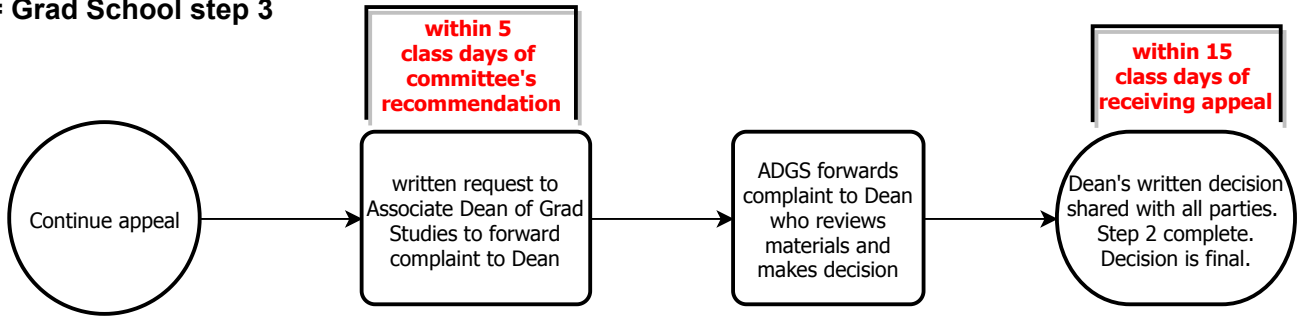 = Grad School step 3
within 5
class days of
committee's
recommendation
within 15
class days of
receiving appeal
Continue appeal
written request to
Associate Dean of Grad
Studies to forward
complaint to Dean
ADGS forwards
complaint to Dean
who reviews
materials and
makes decision
Dean's written decision
shared with all parties.
Step 2 complete.
Decision is final.